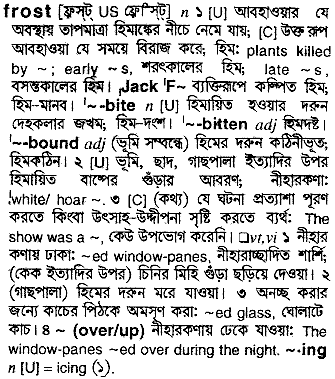 frost [ফ্রস্ট্ US ফ্রোস্ট্] n ১ [U] আবহাওয়ার যে
অবস্থায় তাপমাত্রা হিমাঙ্কের নীচে নেমে যায়; [C] উক্ত রূপ
আবহাওয়া যে সময়ে বিরাজ করে; হিম: plants killed
by ~; early ~s, শরৎকালের হিম; late ~s,
বসন্তকালের হিম। ˌJack ˈF~ ব্যক্তিরূপে কল্পিত হিম;
হিম-মানব। ˈ~-bite n [U] হিমায়িত হওয়ার দরুন
দেহকলার জখম; হিম-দংশ। ˈ~-bitten adj হিমদষ্ট।
ˈ~-bound adj (ভূমি সম্বন্ধে) হিমের দরুন কঠিনীভূত;
হিমকঠিন। ২ [U] ভূমি, ছাদ, গাছপালা ইত্যাদির উপর
হিমায়িত বাষ্পের গুঁড়ার আবরণ; নীহারকণা:
ˌwhite/ hoar ~. ৩ [C] (কথ্য) যে ঘটনা প্রত্যাশা পূরণ
করতে কিংবা উৎসাহ-উদ্দীপনা সৃষ্টি করতে ব্যর্থ: The
show was a ~, কেউ উপভোগ করেনি। □vt,vi ১ নীহার
কণায় ঢাকা: ~ed window-panes, নীহারাচ্ছাদিত শার্শি;
(কেক ইত্যাদির উপর) চিনির মিহি গুঁড়া ছড়িয়ে দেওয়া। ২
(গাছপালা) হিমের দরুন মরে যাওয়া। ৩ অনচ্ছ করার
জন্যে কাচের পিঠকে অমসৃণ করা: ~ed glass, ঘোলাটে
কাচ। ৪ ~ (over/up) নীহারকণায় ঢেকে যাওয়া: The
window-panes ~ed over during the night. ~·ing
n [U] = icing (১).